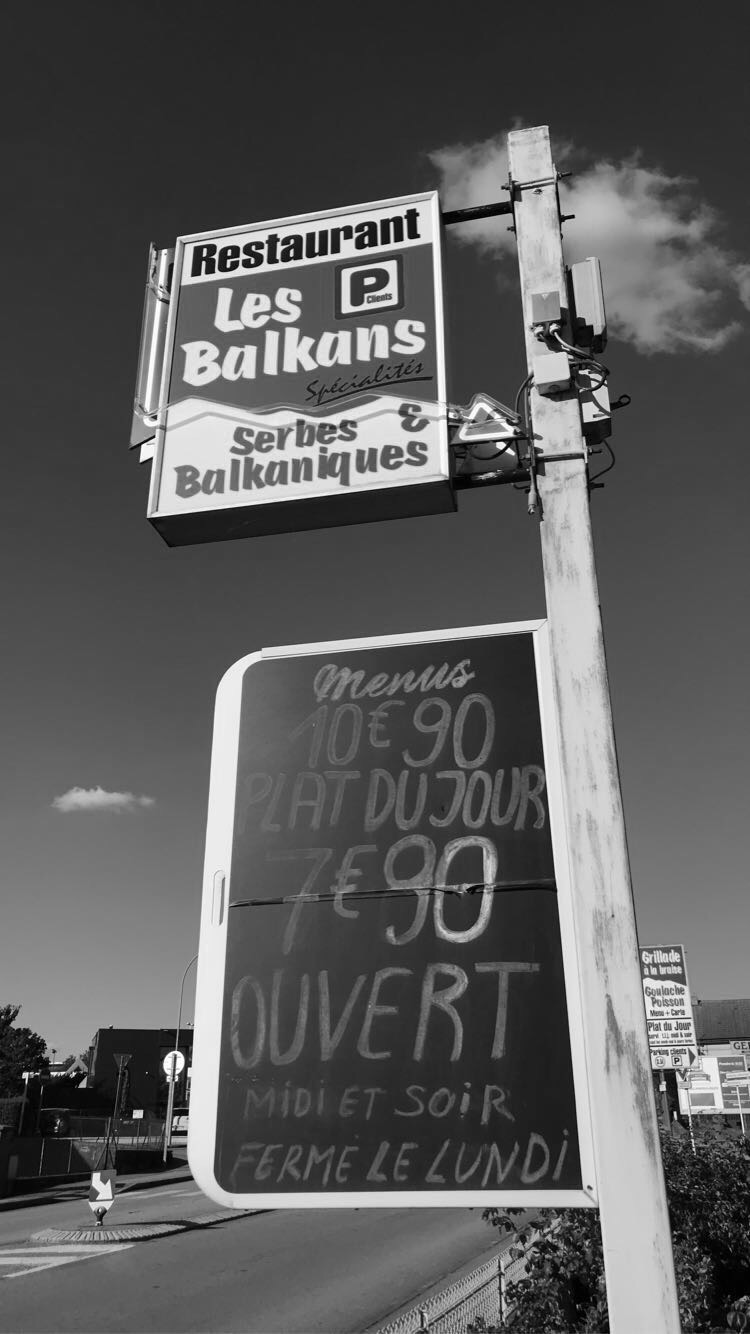 Restaurant
P
Clients
Les
Balkans
Spécialités
Serbes &
Balkaniques
Menus
10€90
PLAT DU JOUR
7€90
OUVERT
MIDI ET SOIR
FERMÉ LE LUNDI
Grillade
à la braise
Goulache
Poisson
Menu + Carte
Plat du Jour
Parking clients
P